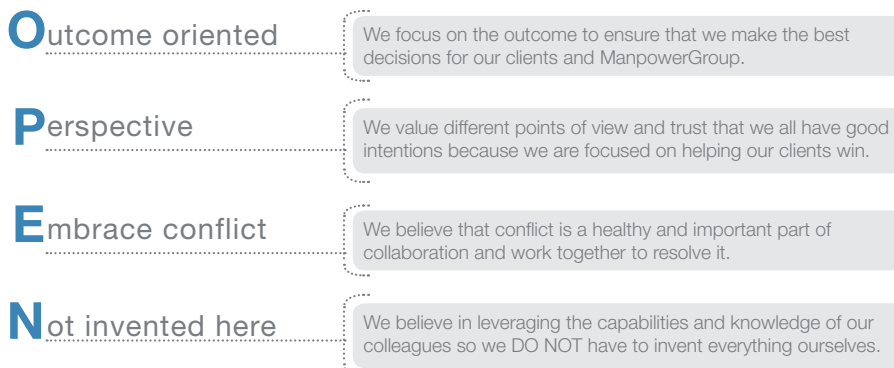 Outcome oriented
We focus on the outcome to ensure that we make the best
decisions for our clients and ManpowerGroup.
Perspective
We value different points of view and trust that we all have good
intentions because we are focused on helping our clients win.
Embrace conflict
We believe that conflict is a healthy and important part of
collaboration and work together to resolve it.
Not invented here
We believe in leveraging the capabilities and knowledge of our
colleagues so we DO NOT have to invent everything ourselves.